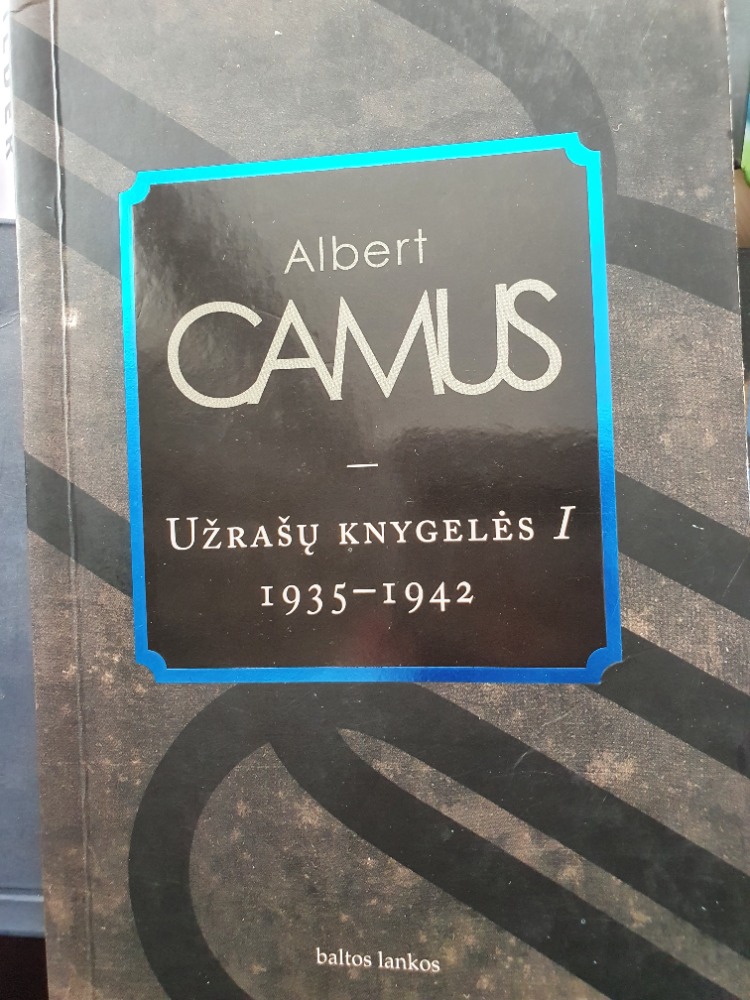 Albert
CAMUS
—
UŽRAŠŲ KNYGELĖS I
1935–1942
baltos lankos